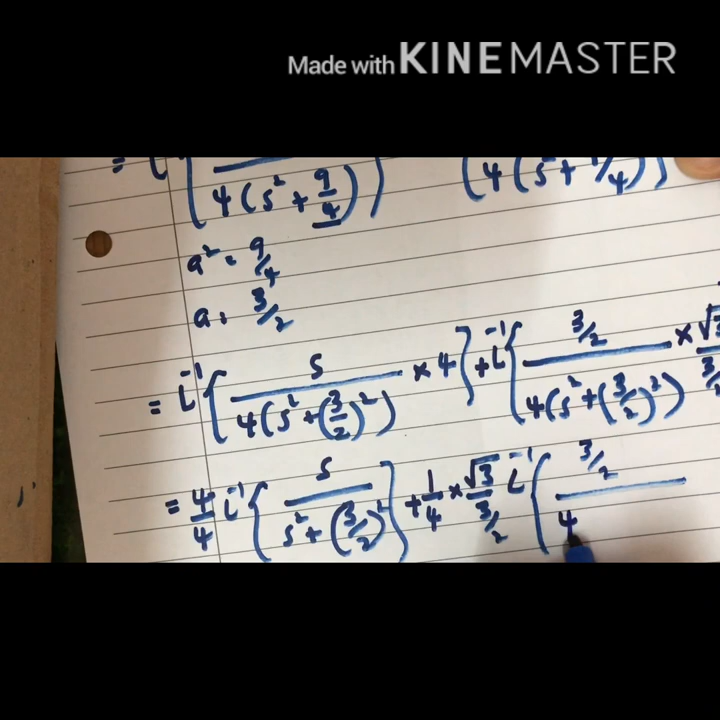 Made with KINEMASTER
= L { 4(s² + 9/4) } { 4(s² + 1/4) }
a² = 9/4
a = 3/2
= L⁻¹ { s / 4(s² + (3/2)²) × 4 } + L⁻¹ { 3/2 / 4(s² + (3/2)²) × √3 / 3/2
= 4/4 L⁻¹ { s / s² + (3/2)² } + 1/4 × √3 / 3/2 L⁻¹ { 3/2 / 4